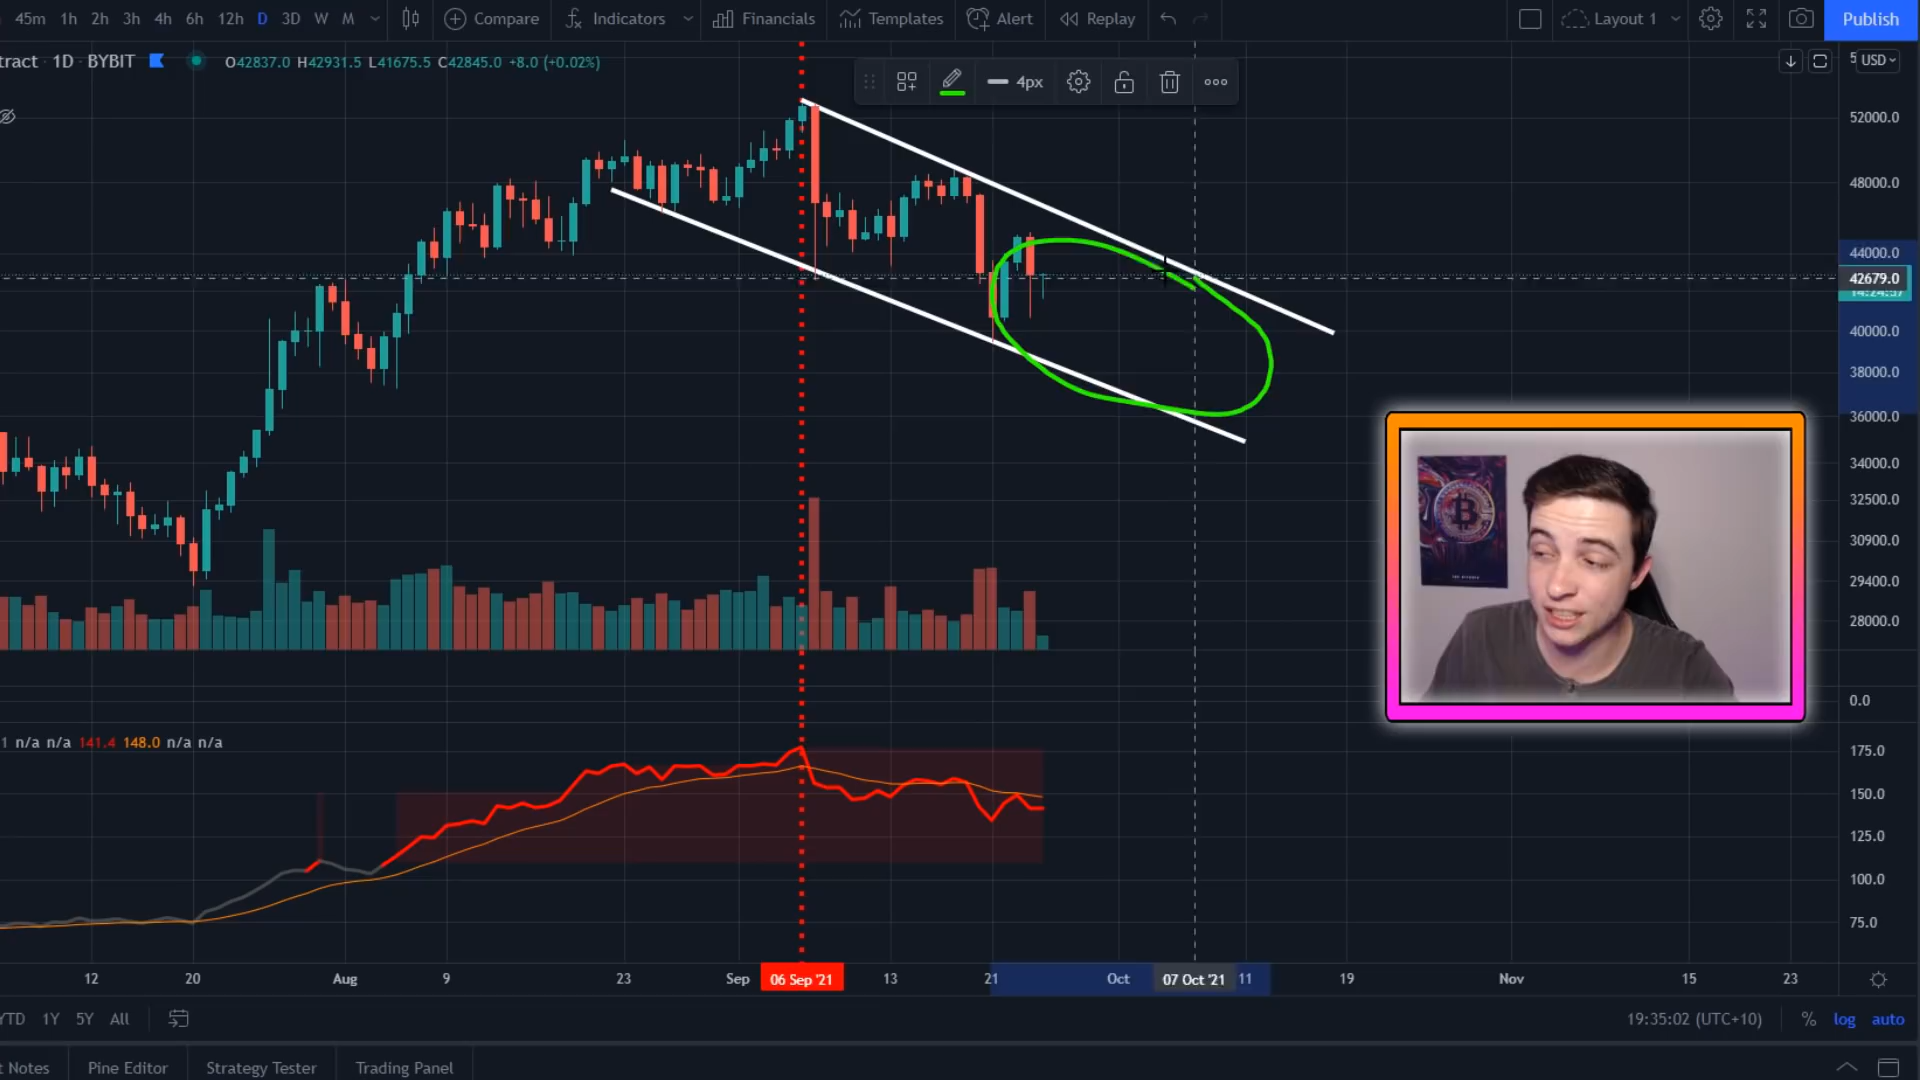 45m 1h 2h 3h 4h 6h 12h D 3D W M Compare Indicators Financials Templates Alert Replay Layout 1 Publish
tract 1D BYBIT O42837.0 H42931.5 L41675.5 C42845.0 +8.0 (+0.02%)
USD
4px
52000.0
48000.0
44000.0
42679.0
14:24:57
40000.0
38000.0
36000.0
34000.0
32500.0
30900.0
29400.0
28000.0
0.0
1 n/a n/a 141.4 148.0 n/a n/a
175.0
150.0
125.0
100.0
75.0
12 20 Aug 9 23 Sep 06 Sep '21 13 21 Oct 07 Oct '21 11 19 Nov 15 23
YTD 1Y 5Y All 19:35:02 (UTC+10) % log auto
t Notes Pine Editor Strategy Tester Trading Panel